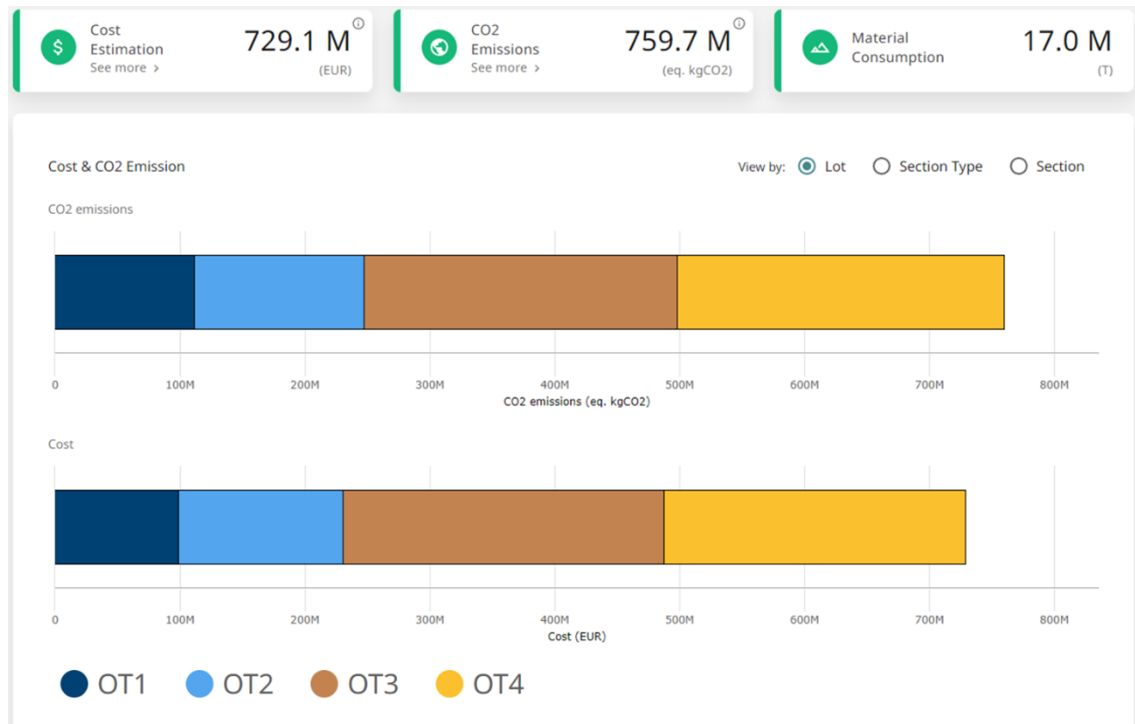 Cost
Estimation
See more >
729.1 M
(EUR)
CO2
Emissions
See more >
759.7 M
(eq. kgCO2)
Material
Consumption
17.0 M
(T)
Cost & CO2 Emission
View by: Lot Section Type Section
CO2 emissions
0 100M 200M 300M 400M 500M 600M 700M 800M
CO2 emissions (eq. kgCO2)
Cost
0 100M 200M 300M 400M 500M 600M 700M 800M
Cost (EUR)
OT1 OT2 OT3 OT4